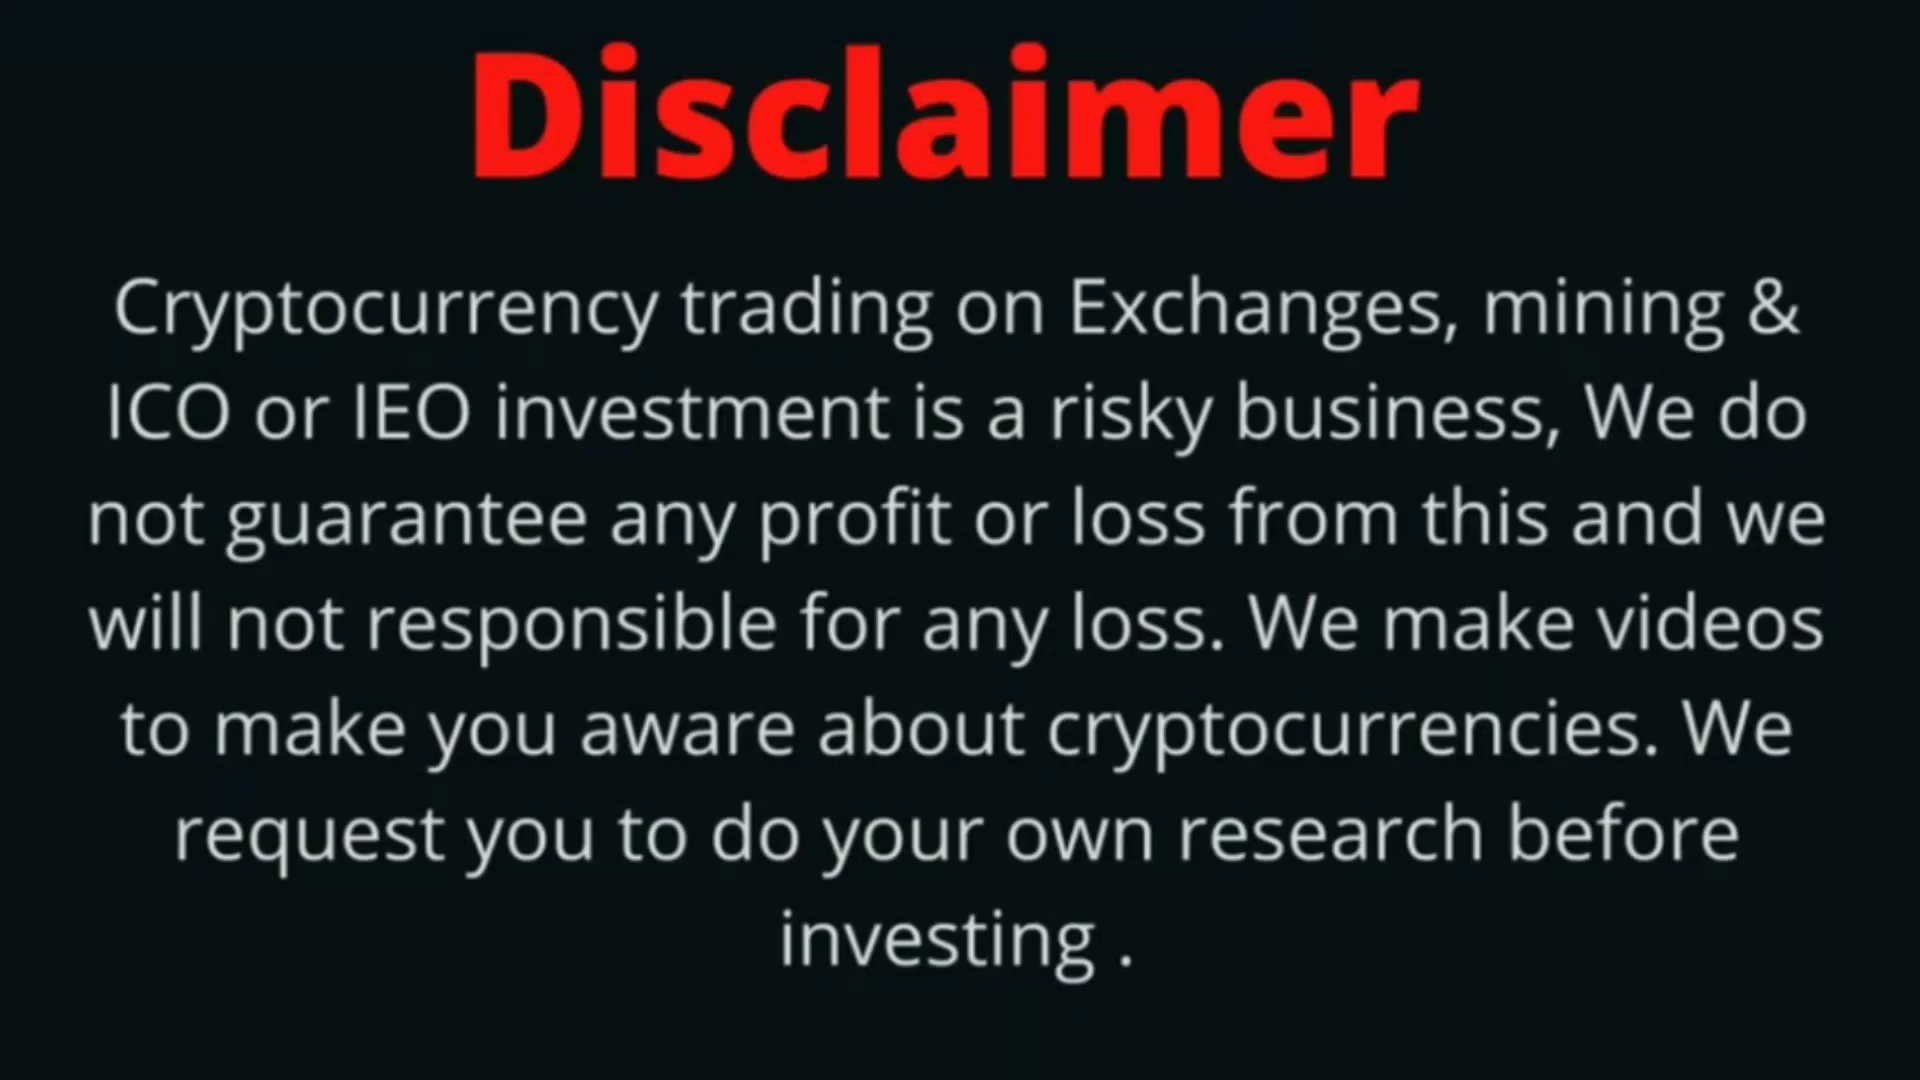 Disclaimer
Cryptocurrency trading on Exchanges, mining &
ICO or IEO investment is a risky business, We do
not guarantee any profit or loss from this and we
will not responsible for any loss. We make videos
to make you aware about cryptocurrencies. We
request you to do your own research before
investing .